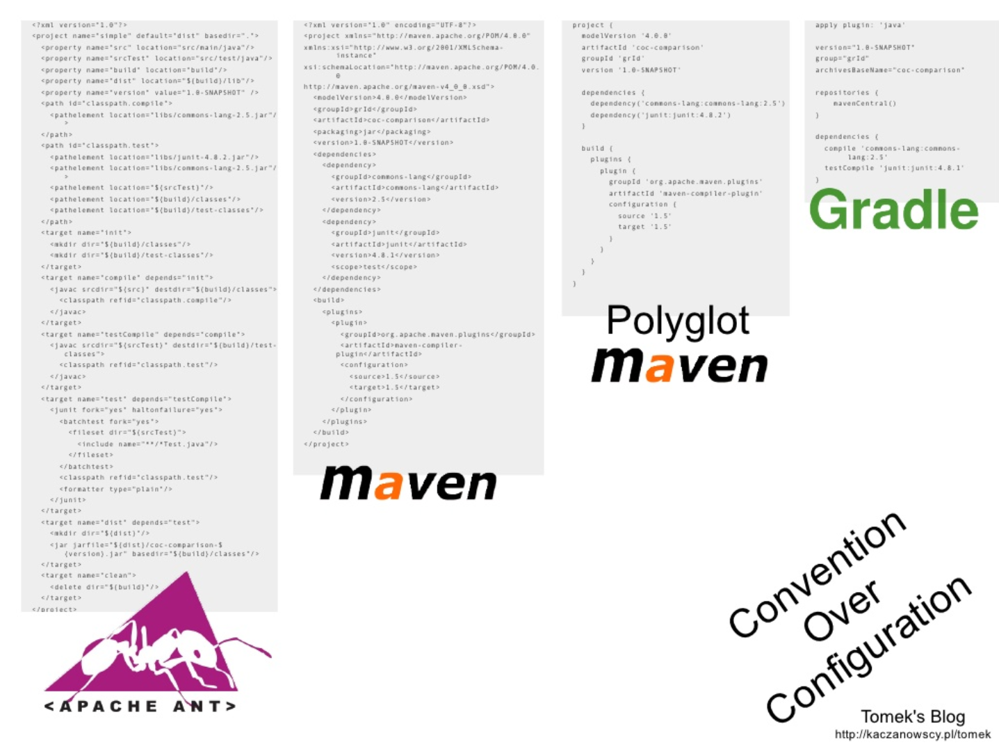 <?xml version="1.0"?>
<project name="simple" default="dist" basedir=".">
<property name="src" location="src/main/java"/>
<property name="srcTest" location="src/test/java"/>
<property name="build" location="build"/>
<property name="dist" location="${build}/lib"/>
<property name="version" value="1.0-SNAPSHOT" />
<path id="classpath.compile">
<pathelement location="libs/commons-lang-2.5.jar"/
>
</path>
<path id="classpath.test">
<pathelement location="libs/junit-4.8.2.jar"/>
<pathelement location="libs/commons-lang-2.5.jar"/
>
<pathelement location="${srcTest}"/>
<pathelement location="${build}/classes"/>
<pathelement location="${build}/test-classes"/>
</path>
<target name="init">
<mkdir dir="${build}/classes"/>
<mkdir dir="${build}/test-classes"/>
</target>
<target name="compile" depends="init">
<javac srcdir="${src}" destdir="${build}/classes">
<classpath refid="classpath.compile"/>
</javac>
</target>
<target name="testCompile" depends="compile">
<javac srcdir="${srcTest}" destdir="${build}/test-
classes">
<classpath refid="classpath.test"/>
</javac>
</target>
<target name="test" depends="testCompile">
<junit fork="yes" haltonfailure="yes">
<batchtest fork="yes">
<fileset dir="${srcTest}">
<include name="**/*Test.java"/>
</fileset>
</batchtest>
<classpath refid="classpath.test"/>
<formatter type="plain"/>
</junit>
</target>
<target name="dist" depends="test">
<mkdir dir="${dist}"/>
<jar jarfile="${dist}/coc-comparison-$
{version}.jar" basedir="${build}/classes"/>
</target>
<target name="clean">
<delete dir="${build}"/>
</target>
</project>
<APACHE ANT>
<?xml version="1.0" encoding="UTF-8"?>
<project xmlns="http://maven.apache.org/POM/4.0.0"
xmlns:xsi="http://www.w3.org/2001/XMLSchema-
instance"
xsi:schemaLocation="http://maven.apache.org/POM/4.0.
0
http://maven.apache.org/maven-v4_0_0.xsd">
<modelVersion>4.0.0</modelVersion>
<groupId>grId</groupId>
<artifactId>coc-comparison</artifactId>
<packaging>jar</packaging>
<version>1.0-SNAPSHOT</version>
<dependencies>
<dependency>
<groupId>commons-lang</groupId>
<artifactId>commons-lang</artifactId>
<version>2.5</version>
</dependency>
<dependency>
<groupId>junit</groupId>
<artifactId>junit</artifactId>
<version>4.8.1</version>
<scope>test</scope>
</dependency>
</dependencies>
<build>
<plugins>
<plugin>
<groupId>org.apache.maven.plugins</groupId>
<artifactId>maven-compiler-
plugin</artifactId>
<configuration>
<source>1.5</source>
<target>1.5</target>
</configuration>
</plugin>
</plugins>
</build>
</project>
maven
project {
modelVersion '4.0.0'
artifactId 'coc-comparison'
groupId 'grId'
version '1.0-SNAPSHOT'
dependencies {
dependency('commons-lang:commons-lang:2.5')
dependency('junit:junit:4.8.2')
}
build {
plugins {
plugin {
groupId 'org.apache.maven.plugins'
artifactId 'maven-compiler-plugin'
configuration {
source '1.5'
target '1.5'
}
}
}
}
}
Polyglot
maven
apply plugin: 'java'
version="1.0-SNAPSHOT"
group="grId"
archivesBaseName="coc-comparison"
repositories {
mavenCentral()
}
dependencies {
compile 'commons-lang:commons-
lang:2.5'
testCompile 'junit:junit:4.8.1'
}
Gradle
Convention
Over
Configuration
Tomek's Blog
http://kaczanowscy.pl/tomek